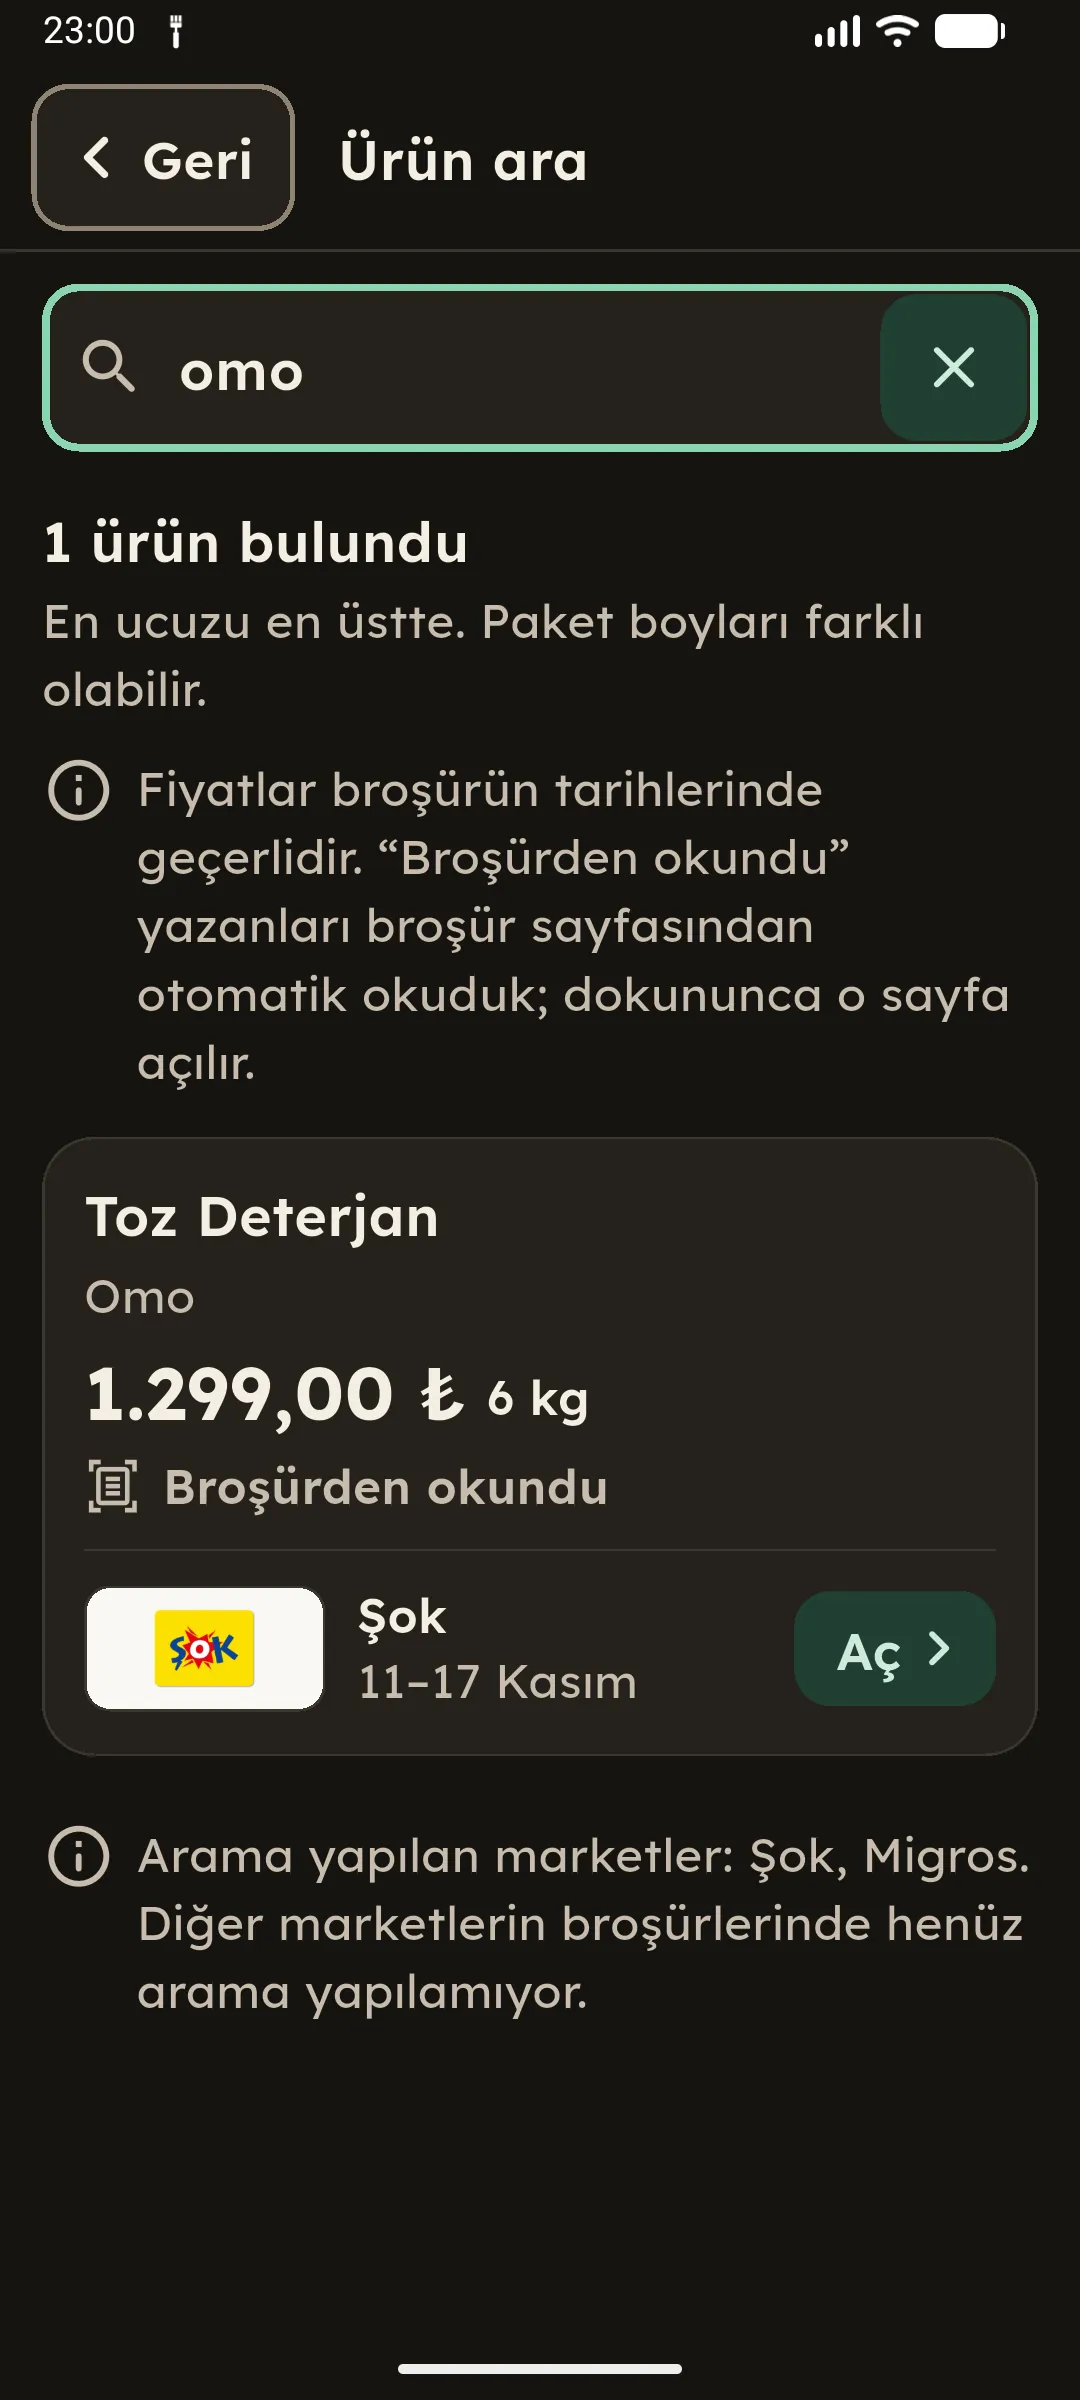 23:00
Geri
Ürün ara
omo
1 ürün bulundu
En ucuzu en üstte. Paket boyları farklı
olabilir.
Fiyatlar broşürün tarihlerinde
geçerlidir. “Broşürden okundu”
yazanları broşür sayfasından
otomatik okuduk; dokununca o sayfa
açılır.
Toz Deterjan
Omo
1.299,00 ₺ 6 kg
Broşürden okundu
ŞOK
Şok
11–17 Kasım
Aç
Arama yapılan marketler: Şok, Migros.
Diğer marketlerin broşürlerinde henüz
arama yapılamıyor.